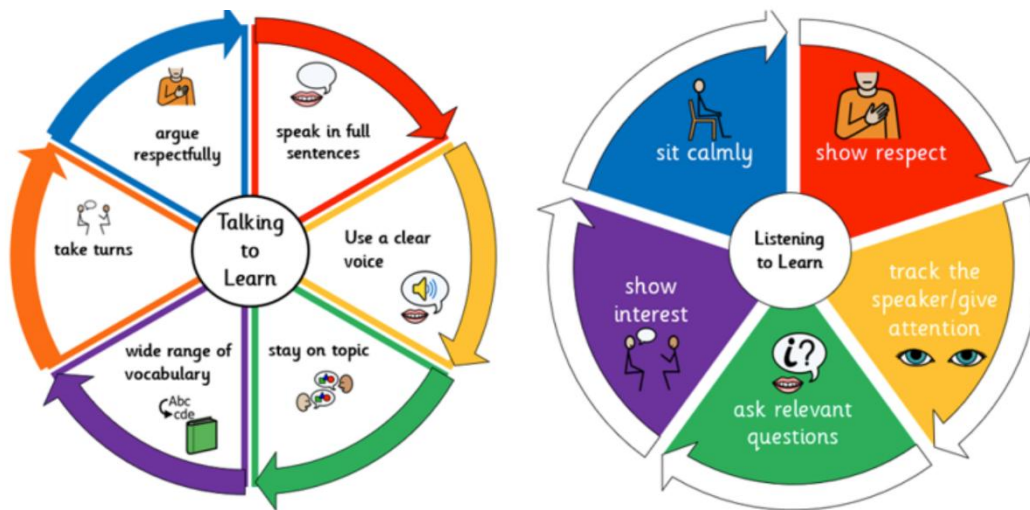 argue
respectfully
speak in full
sentences
take turns
Talking
to
Learn
Use a clear
voice
wide range of
vocabulary
Abc
cde
stay on topic
sit calmly
show respect
Listening
to Learn
show
interest
track the
speaker/give
attention
i?
ask relevant
questions